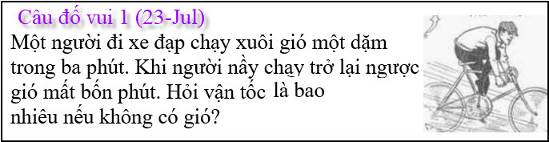 Câu đố vui 1 (23-Jul)
Một người đi xe đạp chạy xuôi gió một dặm
trong ba phút. Khi người nầy chạy trở lại ngược
gió mất bốn phút. Hỏi vận tốc là bao
nhiêu nếu không có gió?